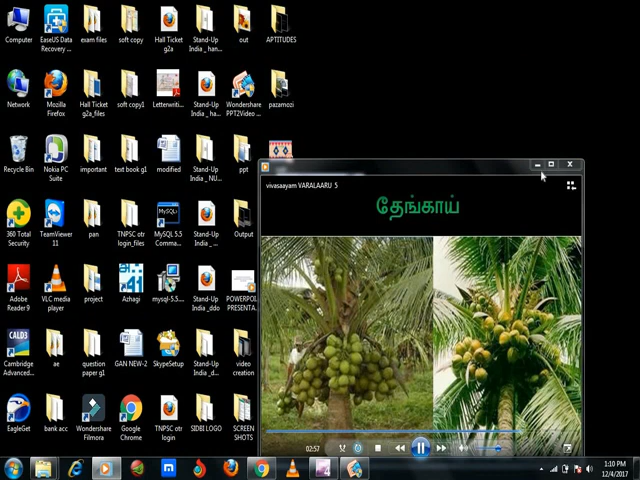 Computer
EaseUS Data
Recovery ...
exam files
soft copy
Hall Ticket
g2a
Stand-Up
India _ han...
out
APTITUDES
Network
Mozilla
Firefox
Hall Ticket
g2a_files
soft copy1
Letterwriti...
Stand-Up
India _ ha...
Wondershare
PPT2Video ...
pazamozi
Recycle Bin
Nokia PC
Suite
important
text book g1
modified
Stand-Up
India _ NU...
ppt
360 Total
Security
TeamViewer
11
pan
TNPSC otr
login_files
MySQL 5.5
Comma...
Stand-Up
India _...
Output
Adobe
Reader 9
VLC media
player
project
Azhagi
mysql-5.5....
Stand-Up
India _ddo
POWERPOI...
PRESENTA...
Cambridge
Advanced...
ae
question
paper g1
GAN NEW-2
SkypeSetup
Stand-Up
India _d...
video
creation
EagleGet
bank acc
Wondershare
Filmora
Google
Chrome
TNPSC otr
login
SIDBI LOGO
SCREEN
SHOTS
vivasaayam VARALAARU 5
தேங்காய்
02:57
1:10 PM
12/4/2017